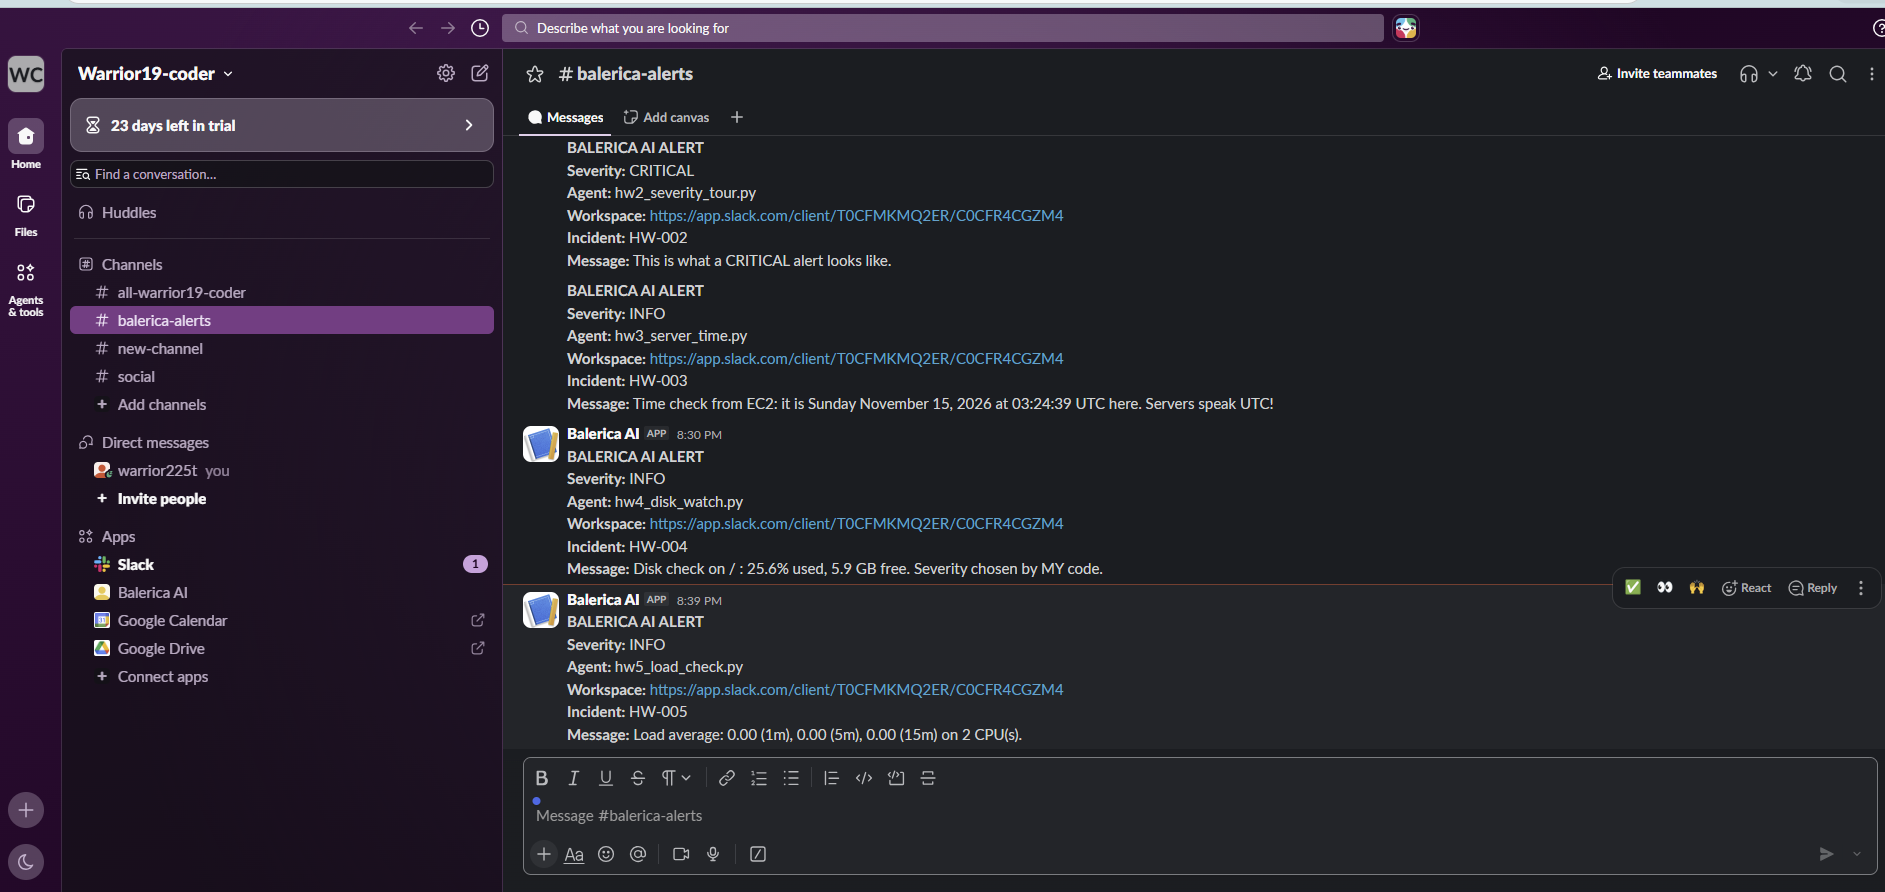 Describe what you are looking for
WC
Home
Files
Agents
& tools
Warrior19-coder
23 days left in trial
Find a conversation...
Huddles
Channels
# all-warrior19-coder
# balerica-alerts
# new-channel
# social
+ Add channels
Direct messages
warrior225t you
+ Invite people
Apps
Slack 1
Balerica AI
Google Calendar
Google Drive
+ Connect apps
# balerica-alerts
Invite teammates
Messages
Add canvas
BALERICA AI ALERT
Severity: CRITICAL
Agent: hw2_severity_tour.py
Workspace: https://app.slack.com/client/T0CFMKMQ2ER/C0CFR4CGZM4
Incident: HW-002
Message: This is what a CRITICAL alert looks like.
BALERICA AI ALERT
Severity: INFO
Agent: hw3_server_time.py
Workspace: https://app.slack.com/client/T0CFMKMQ2ER/C0CFR4CGZM4
Incident: HW-003
Message: Time check from EC2: it is Sunday November 15, 2026 at 03:24:39 UTC here. Servers speak UTC!
Balerica AI APP 8:30 PM
BALERICA AI ALERT
Severity: INFO
Agent: hw4_disk_watch.py
Workspace: https://app.slack.com/client/T0CFMKMQ2ER/C0CFR4CGZM4
Incident: HW-004
Message: Disk check on / : 25.6% used, 5.9 GB free. Severity chosen by MY code.
React
Reply
Balerica AI APP 8:39 PM
BALERICA AI ALERT
Severity: INFO
Agent: hw5_load_check.py
Workspace: https://app.slack.com/client/T0CFMKMQ2ER/C0CFR4CGZM4
Incident: HW-005
Message: Load average: 0.00 (1m), 0.00 (5m), 0.00 (15m) on 2 CPU(s).
B I U S
Message #balerica-alerts
Aa